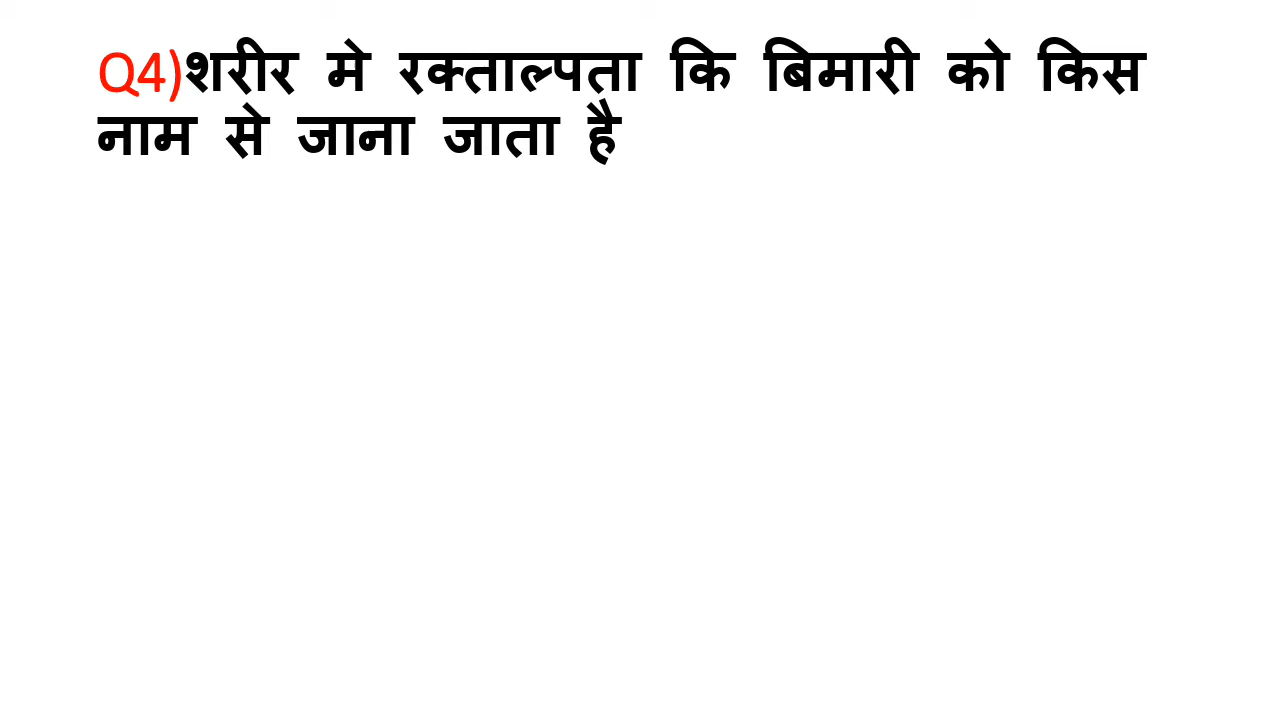 Q4)शरीर मे रक्ताल्पता कि बिमारी को किस
नाम से जाना जाता है